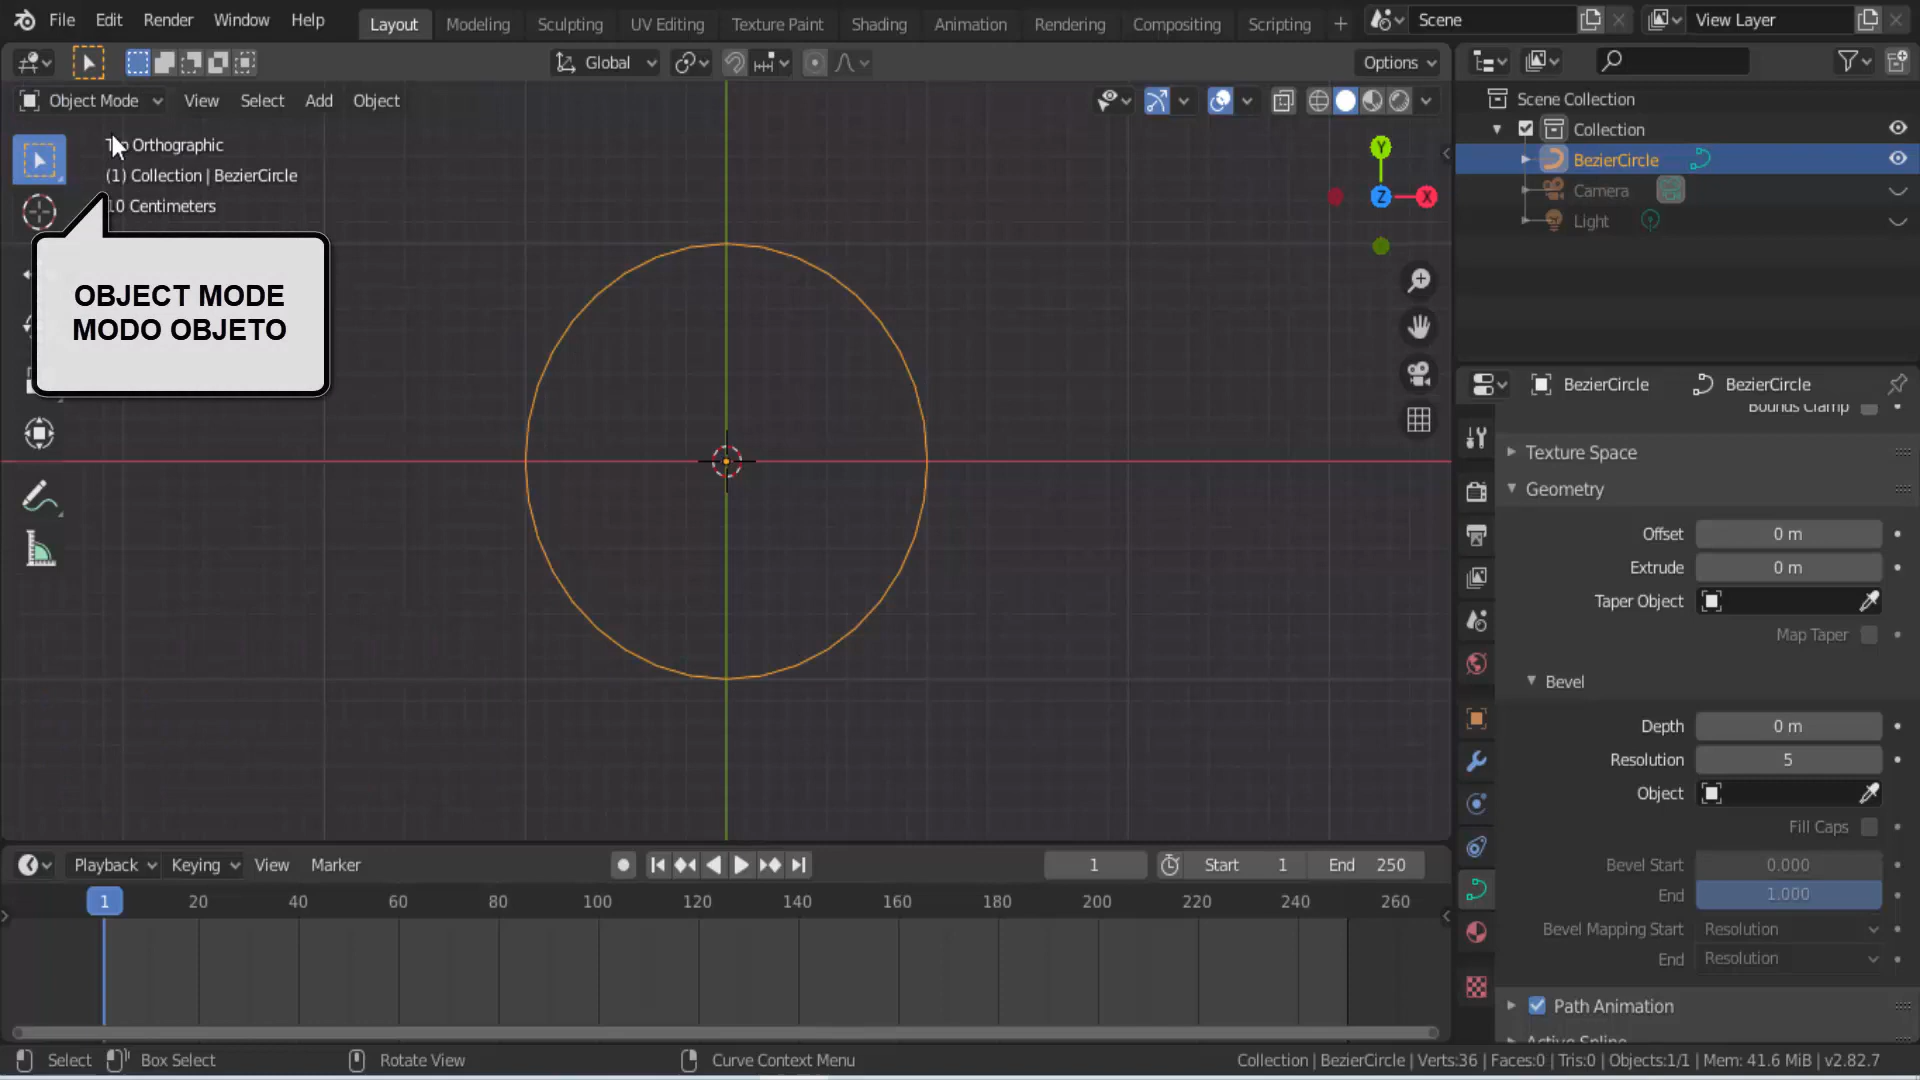 File Edit Render Window Help
Layout Modeling Sculpting UV Editing Texture Paint Shading Animation Rendering Compositing Scripting +
Scene
View Layer
Global
Options
Object Mode View Select Add Object
Scene Collection
Collection
BezierCircle
Camera
Light
Orthographic
(1) Collection | BezierCircle
10 Centimeters
OBJECT MODE
MODO OBJETO
Y
Z
X
BezierCircle BezierCircle
Bounds Clamp
Texture Space
Geometry
Offset 0 m
Extrude 0 m
Taper Object
Map Taper
Bevel
Depth 0 m
Resolution 5
Object
Fill Caps
Bevel Start 0.000
End 1.000
Bevel Mapping Start Resolution
End Resolution
Path Animation
Active Spline
Playback Keying View Marker
1
Start 1 End 250
1 20 40 60 80 100 120 140 160 180 200 220 240 260
Select Box Select Rotate View Curve Context Menu
Collection | BezierCircle | Verts:36 | Faces:0 | Tris:0 | Objects:1/1 | Mem: 41.6 MiB | v2.82.7